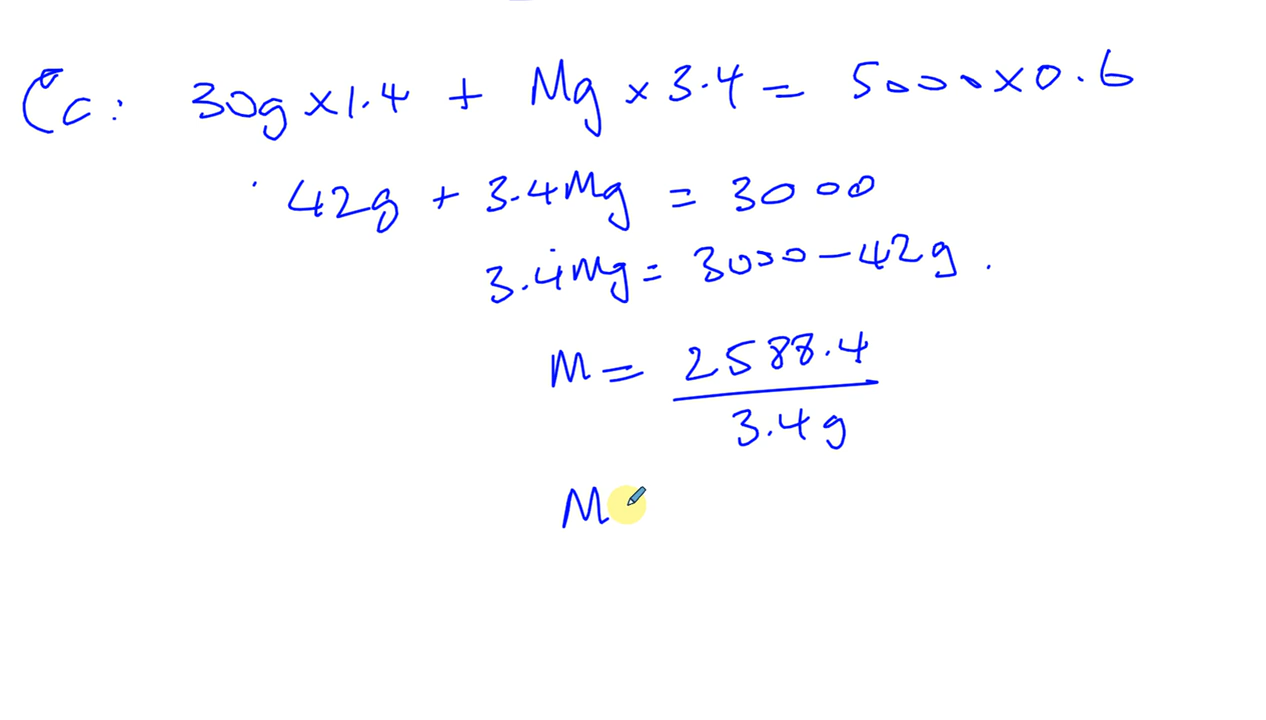 C: 30g×1.4 + Mg×3.4 = 5000×0.6
42g + 3.4Mg = 3000
3.4Mg = 3000-42g.
M = 2588.4
3.4g
M